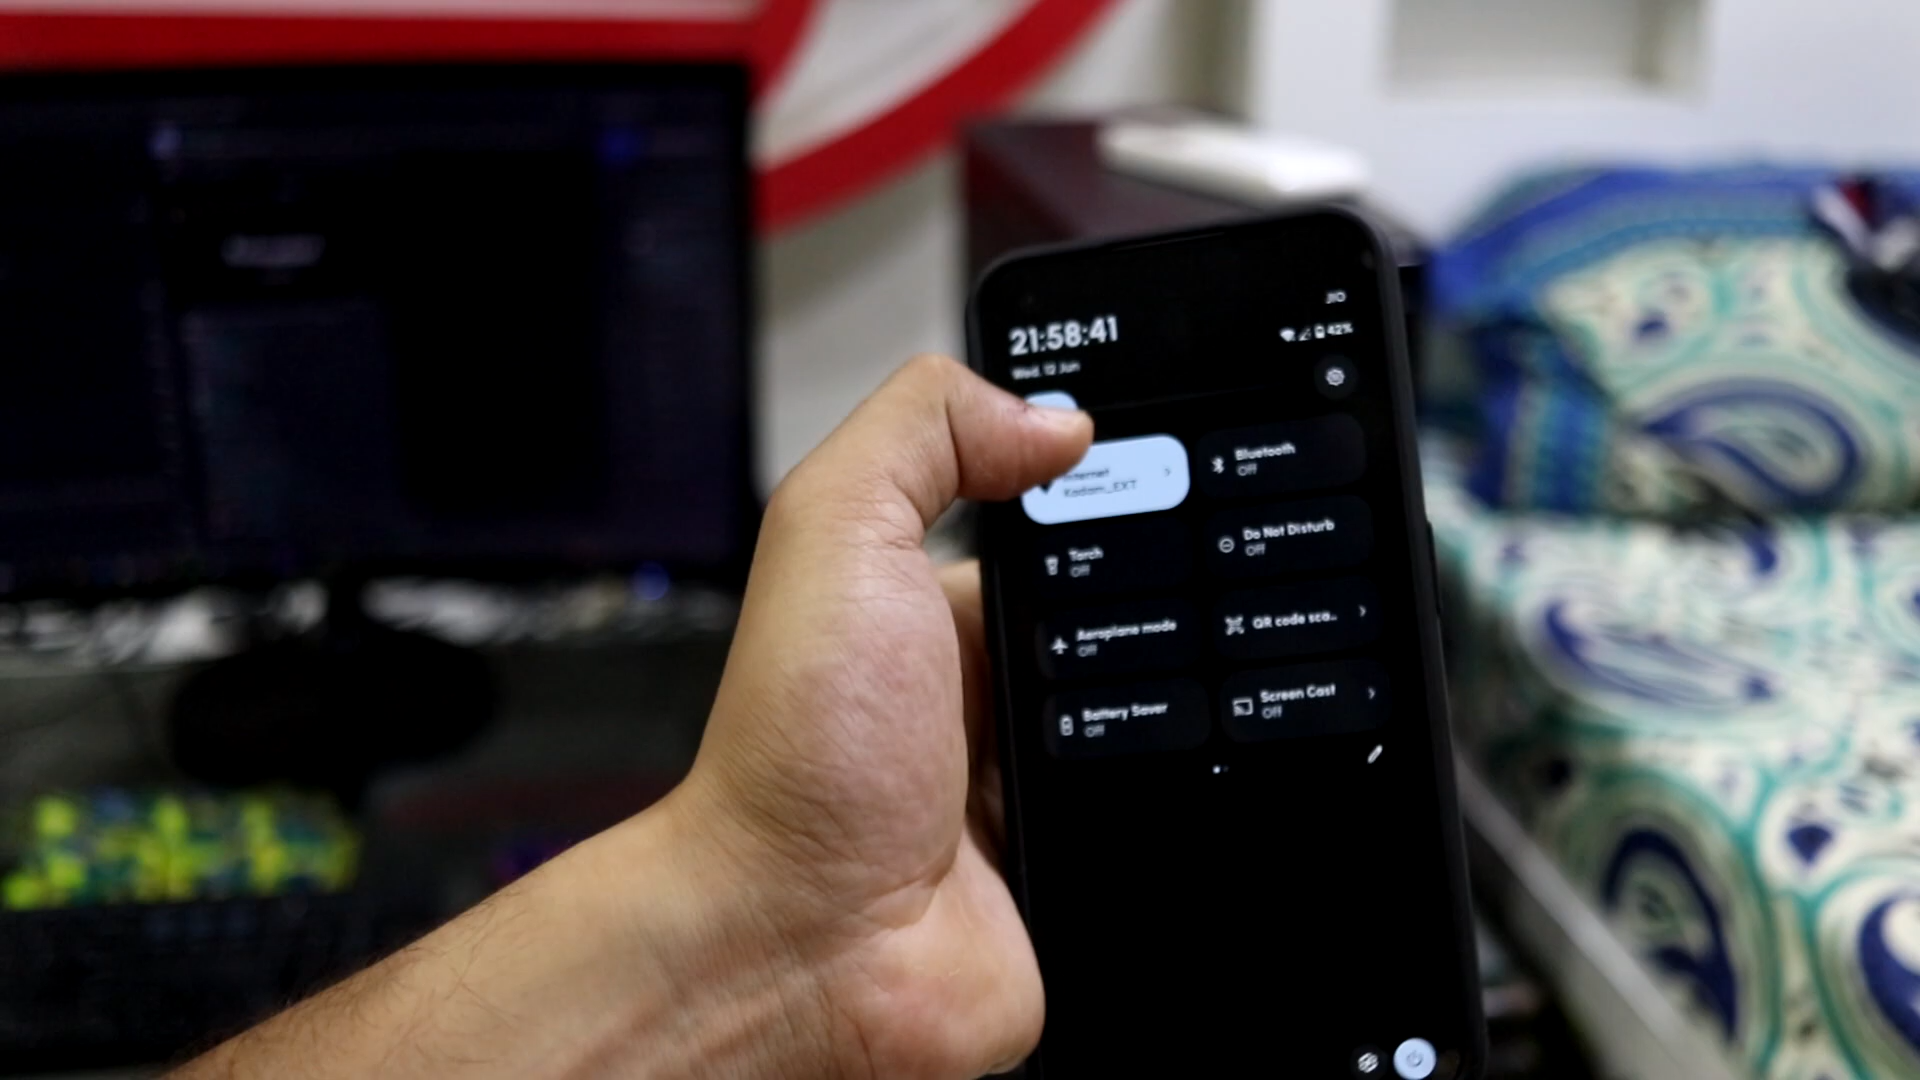 JIO
21:58:41
42%
Wed, 12 Jun
Internet
Kadam_EXT
Bluetooth
Off
Torch
Off
Do Not Disturb
Off
Aeroplane mode
Off
QR code sca..
Battery Saver
Off
Screen Cast
Off